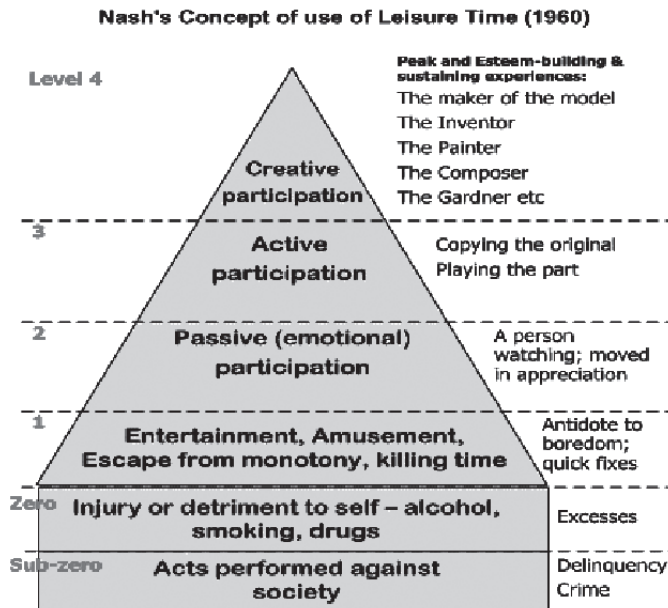 Nash's Concept of use of Leisure Time (1960)
Level 4
Peak and Esteem-building &
sustaining experiences:
The maker of the model
The Inventor
The Painter
The Composer
The Gardner etc
Creative
participation
3
Active
participation
Copying the original
Playing the part
2
Passive (emotional)
participation
A person
watching; moved
in appreciation
1
Entertainment, Amusement,
Escape from monotony, killing time
Antidote to
boredom;
quick fixes
Zero
Injury or detriment to self – alcohol,
smoking, drugs
Excesses
Sub-zero
Acts performed against
society
Delinquency
Crime